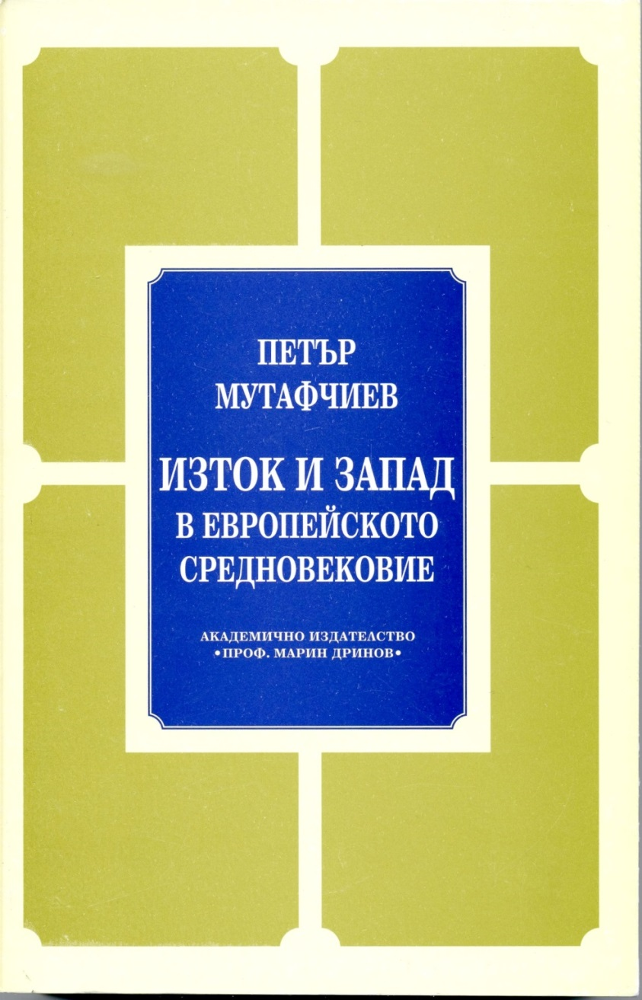 ПЕТЪР
МУТАФЧИЕВ
ИЗТОК И ЗАПАД
В ЕВРОПЕЙСКОТО
СРЕДНОВЕКОВИЕ
АКАДЕМИЧНО ИЗДАТЕЛСТВО
•ПРОФ. МАРИН ДРИНОВ•